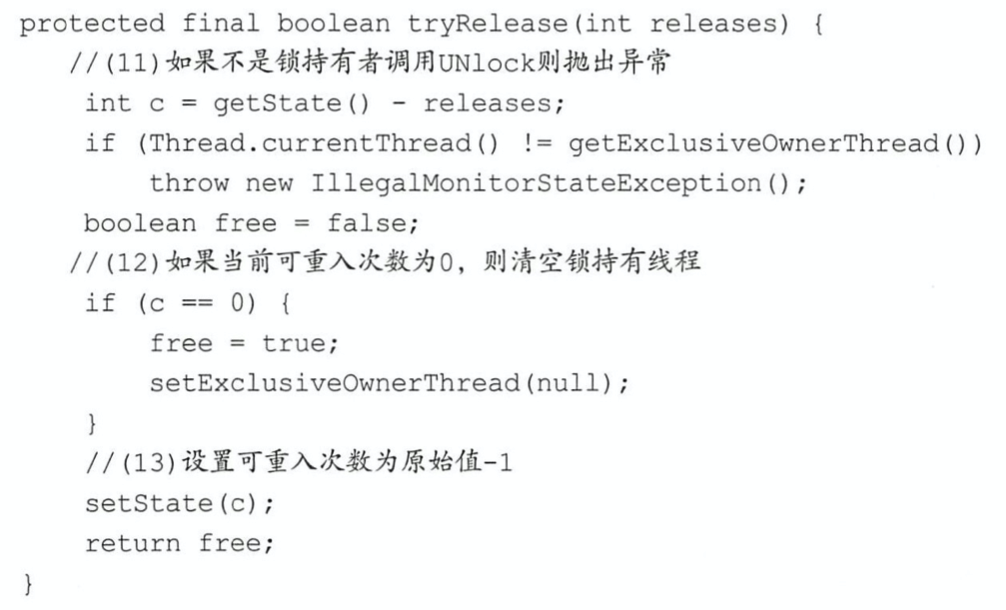 protected final boolean tryRelease(int releases) {
//(11)如果不是锁持有者调用UNlock则抛出异常
int c = getState() - releases;
if (Thread.currentThread() != getExclusiveOwnerThread())
throw new IllegalMonitorStateException();
boolean free = false;
//(12)如果当前可重入次数为0, 则清空锁持有线程
if (c == 0) {
free = true;
setExclusiveOwnerThread(null);
}
//(13)设置可重入次数为原始值-1
setState(c);
return free;
}